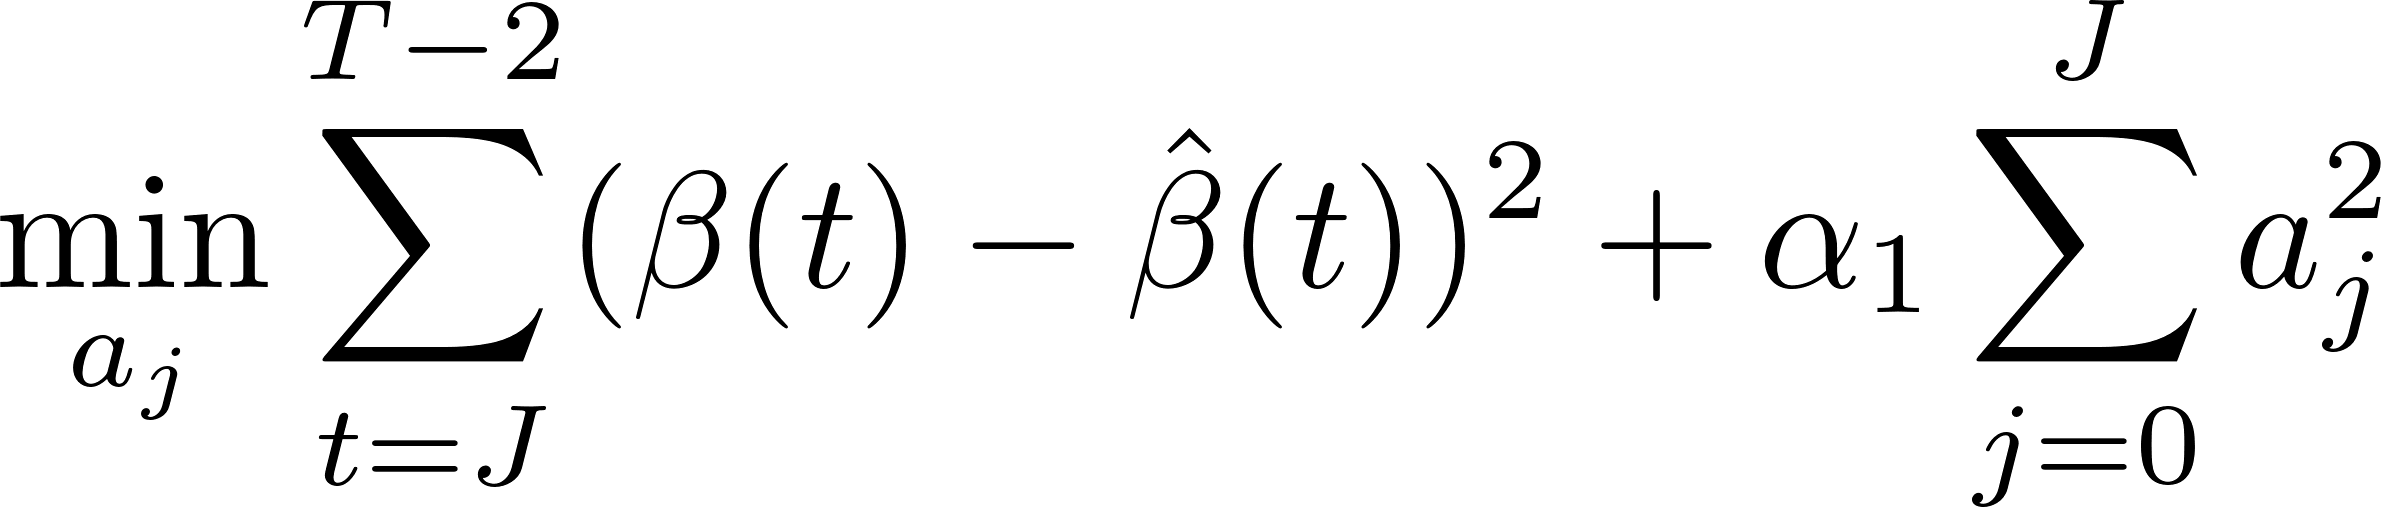 \min_{a_j} \sum_{t=J}^{T-2} (\beta(t) - \hat{\beta}(t))^2 + \alpha_1 \sum_{j=0}^{J} a_j^2